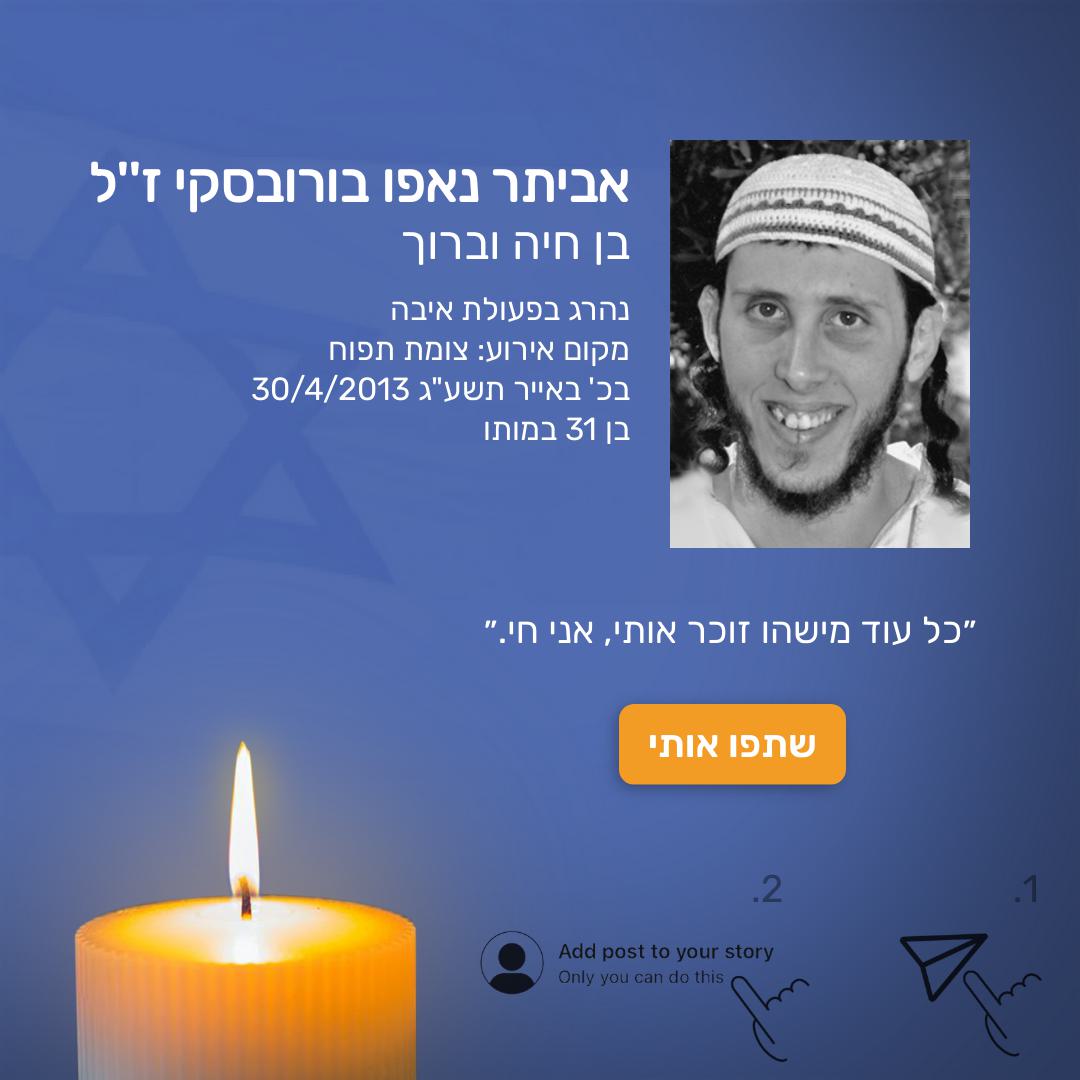 אביתר נאפו בורובסקי ז"ל
בן חיה וברוך
נהרג בפעולת איבה
מקום אירוע: צומת תפוח
בכ' באייר תשע"ג 30/4/2013
בן 31 במותו
״כל עוד מישהו זוכר אותי, אני חי.״
שתפו אותי
1.
2.
Add post to your story
Only you can do this